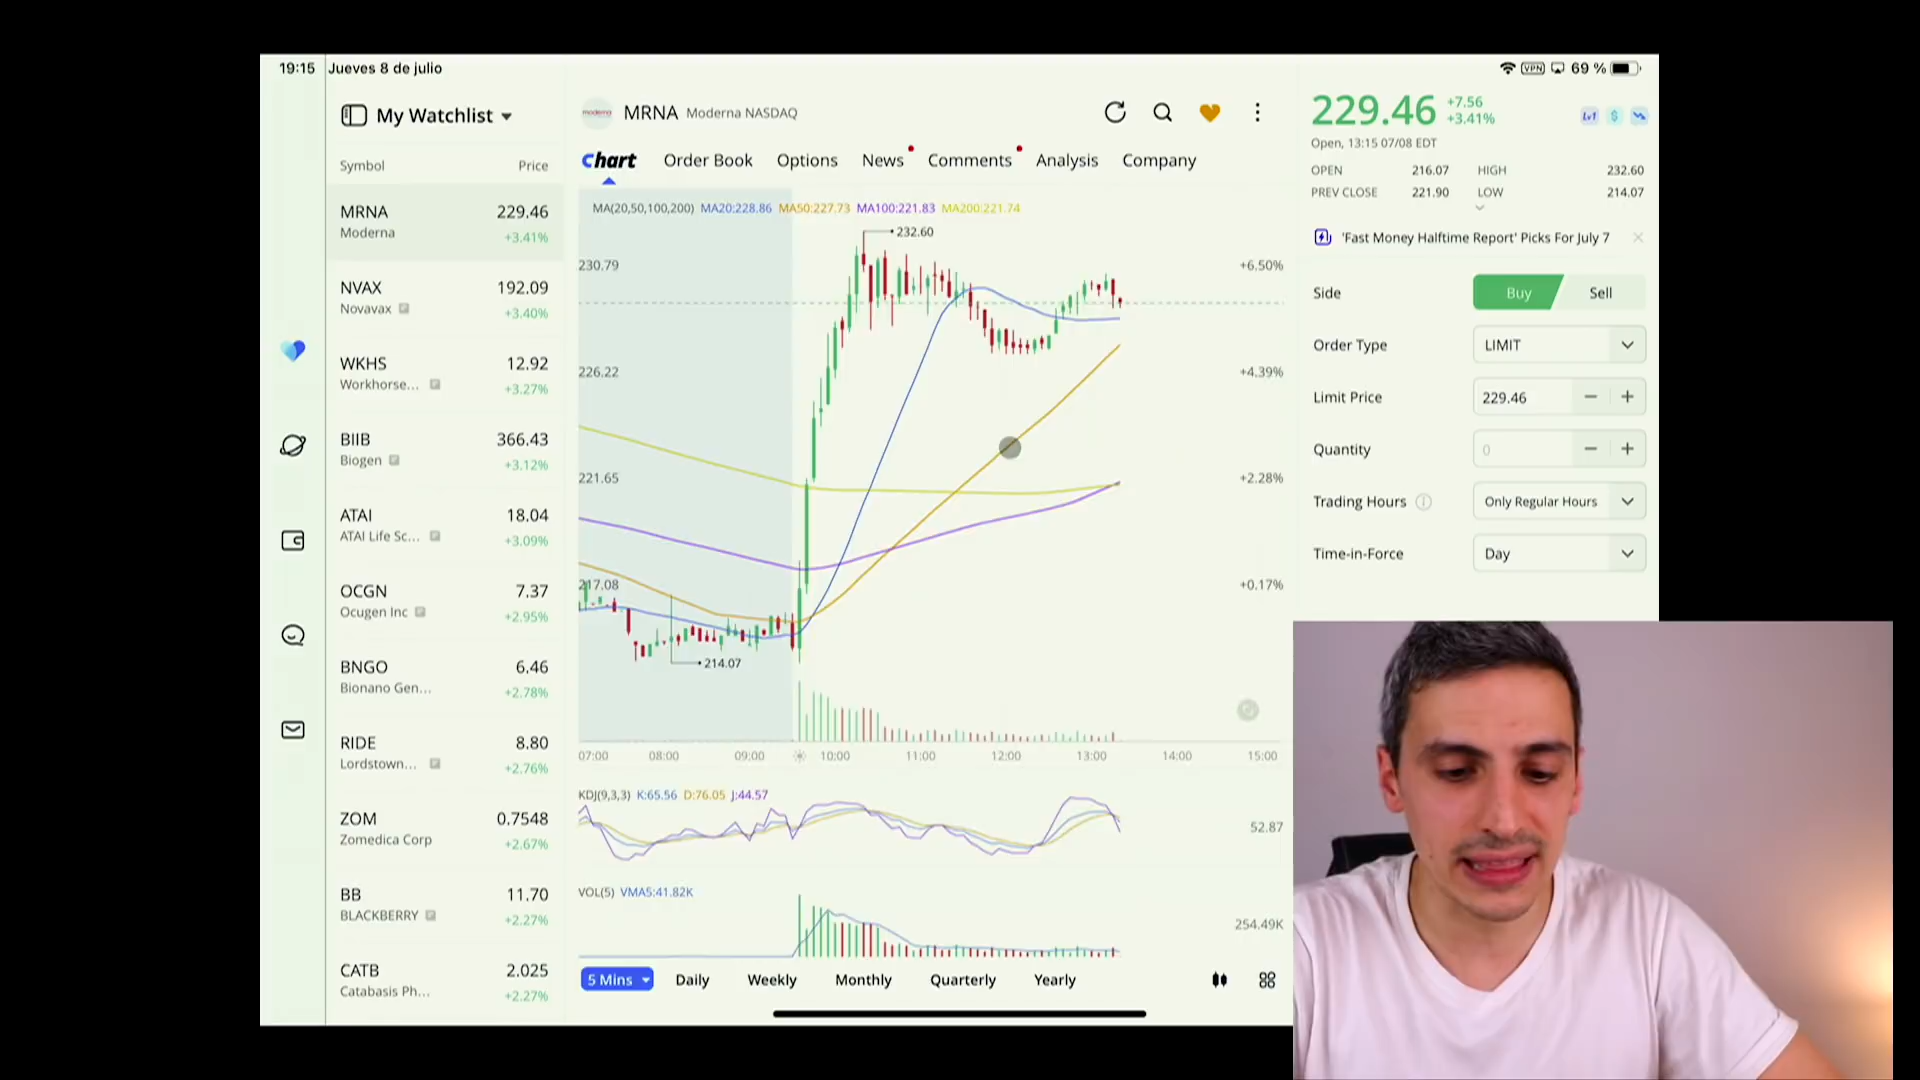 19:15 Jueves 8 de julio
VPN 69 %
My Watchlist
Symbol Price
MRNA 229.46
Moderna +3.41%
NVAX 192.09
Novavax +3.40%
WKHS 12.92
Workhorse... +3.27%
BIIB 366.43
Biogen +3.12%
ATAI 18.04
ATAI Life Sc... +3.09%
OCGN 7.37
Ocugen Inc +2.95%
BNGO 6.46
Bionano Gen... +2.78%
RIDE 8.80
Lordstown... +2.76%
ZOM 0.7548
Zomedica Corp +2.67%
BB 11.70
BLACKBERRY +2.27%
CATB 2.025
Catabasis Ph... +2.27%
moderna MRNA Moderna NASDAQ
Chart Order Book Options News Comments Analysis Company
MA(20,50,100,200) MA20:228.86 MA50:227.73 MA100:221.83 MA200:221.74
232.60
230.79 +6.50%
226.22 +4.39%
221.65 +2.28%
217.08 +0.17%
214.07
07:00 08:00 09:00 10:00 11:00 12:00 13:00 14:00 15:00
KDJ(9,3,3) K:65.56 D:76.05 J:44.57
52.87
VOL(5) VMA5:41.82K
254.49K
5 Mins Daily Weekly Monthly Quarterly Yearly
229.46 +7.56
+3.41%
Lv1 $
Open, 13:15 07/08 EDT
OPEN 216.07 HIGH 232.60
PREV CLOSE 221.90 LOW 214.07
'Fast Money Halftime Report' Picks For July 7
Side Buy Sell
Order Type LIMIT
Limit Price 229.46 − +
Quantity 0 − +
Trading Hours Only Regular Hours
Time-in-Force Day